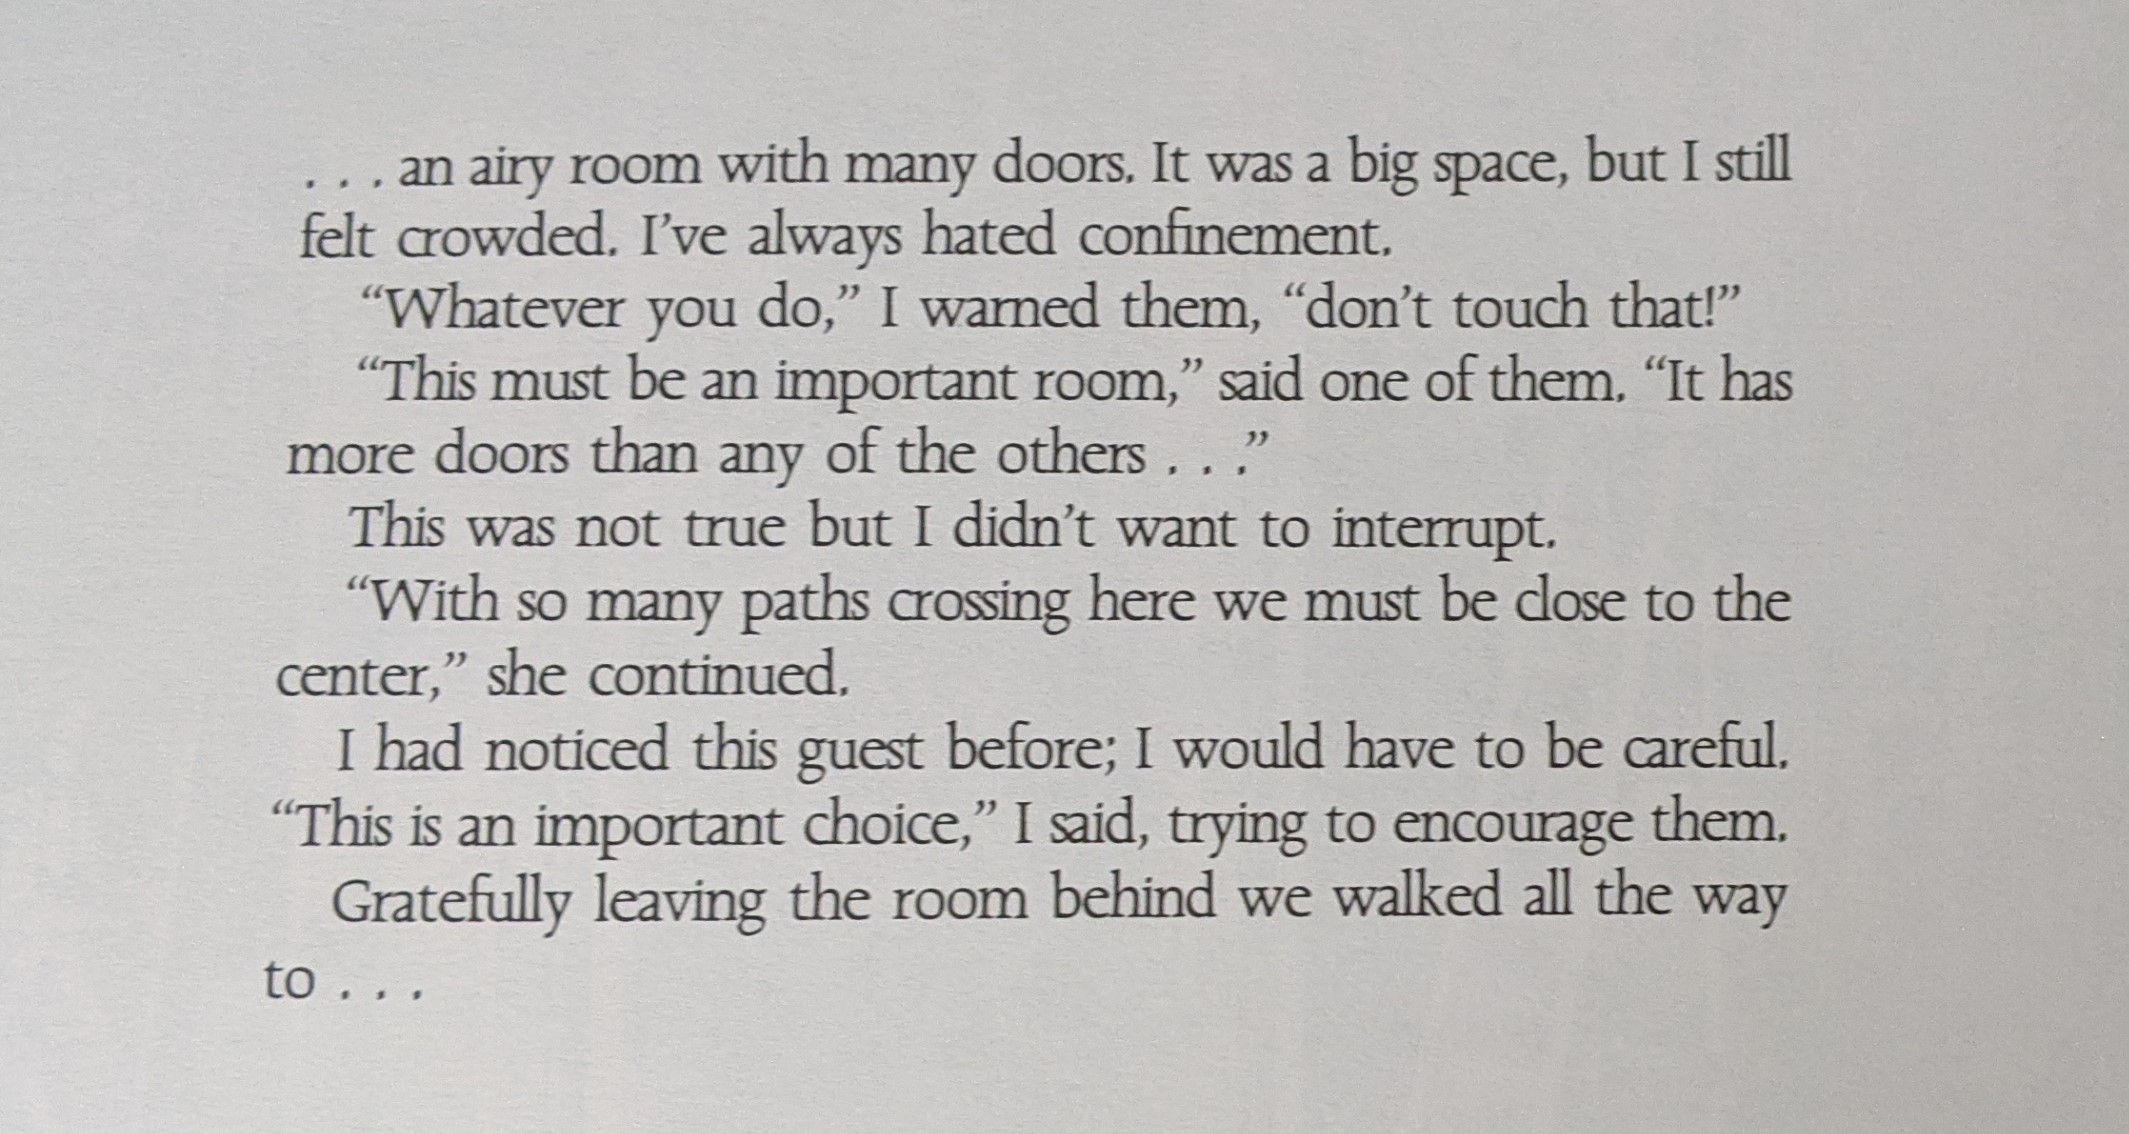 . . . an airy room with many doors. It was a big space, but I still
felt crowded. I’ve always hated confinement.
“Whatever you do,” I warned them, “don’t touch that!”
“This must be an important room,” said one of them. “It has
more doors than any of the others . . .”
This was not true but I didn’t want to interrupt.
“With so many paths crossing here we must be close to the
center,” she continued.
I had noticed this guest before; I would have to be careful.
“This is an important choice,” I said, trying to encourage them.
Gratefully leaving the room behind we walked all the way
to . . .